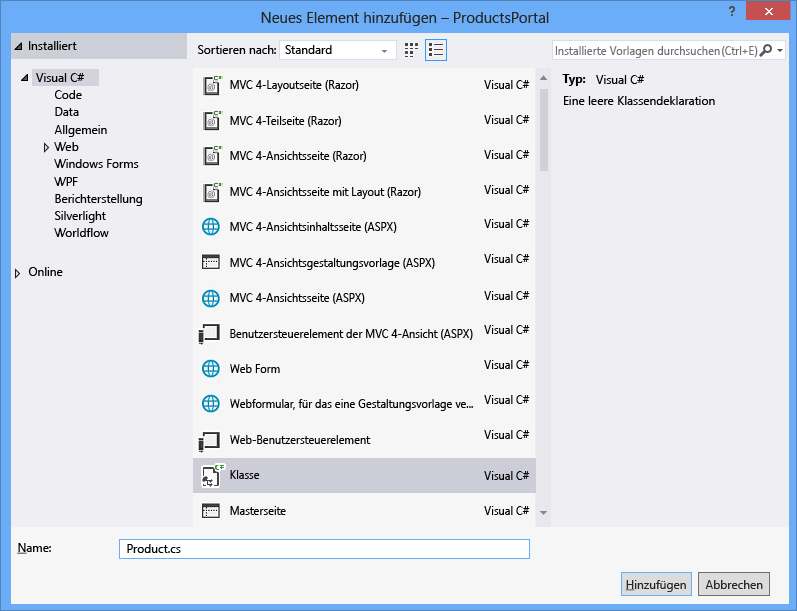 Neues Element hinzufügen – ProductsPortal
Installiert
Sortieren nach: Standard
Installierte Vorlagen durchsuchen (Ctrl+E)
Visual C#
Code
Data
Allgemein
Web
Windows Forms
WPF
Berichterstellung
Silverlight
Worldflow
Online
MVC 4-Layoutseite (Razor) Visual C#
MVC 4-Teilseite (Razor) Visual C#
MVC 4-Ansichtsseite (Razor) Visual C#
MVC 4-Ansichtsseite mit Layout (Razor) Visual C#
MVC 4-Ansichtsinhaltsseite (ASPX) Visual C#
MVC 4-Ansichtsgestaltungsvorlage (ASPX) Visual C#
MVC 4-Ansichtsseite (ASPX) Visual C#
Benutzersteuerelement der MVC 4-Ansicht (ASPX) Visual C#
Web Form Visual C#
Webformular, für das eine Gestaltungsvorlage ve... Visual C#
Web-Benutzersteuerelement Visual C#
Klasse Visual C#
Masterseite Visual C#
Typ: Visual C#
Eine leere Klassendeklaration
Name: Product.cs
Hinzufügen Abbrechen